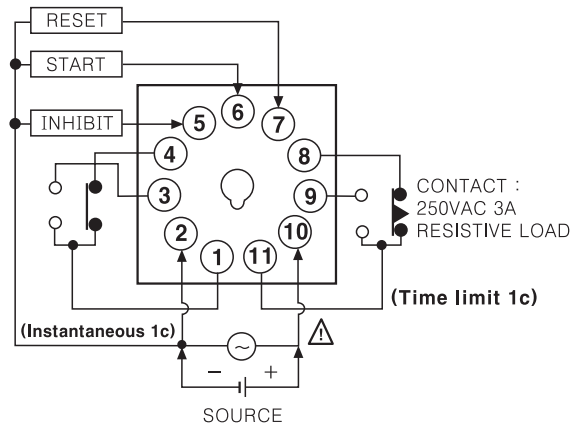 RESET
START
INHIBIT
6
5
7
4
8
3
9
2
10
1
11
CONTACT :
250VAC 3A
RESISTIVE LOAD
(Time limit 1c)
(Instantaneous 1c)
~
⚠
− +
SOURCE